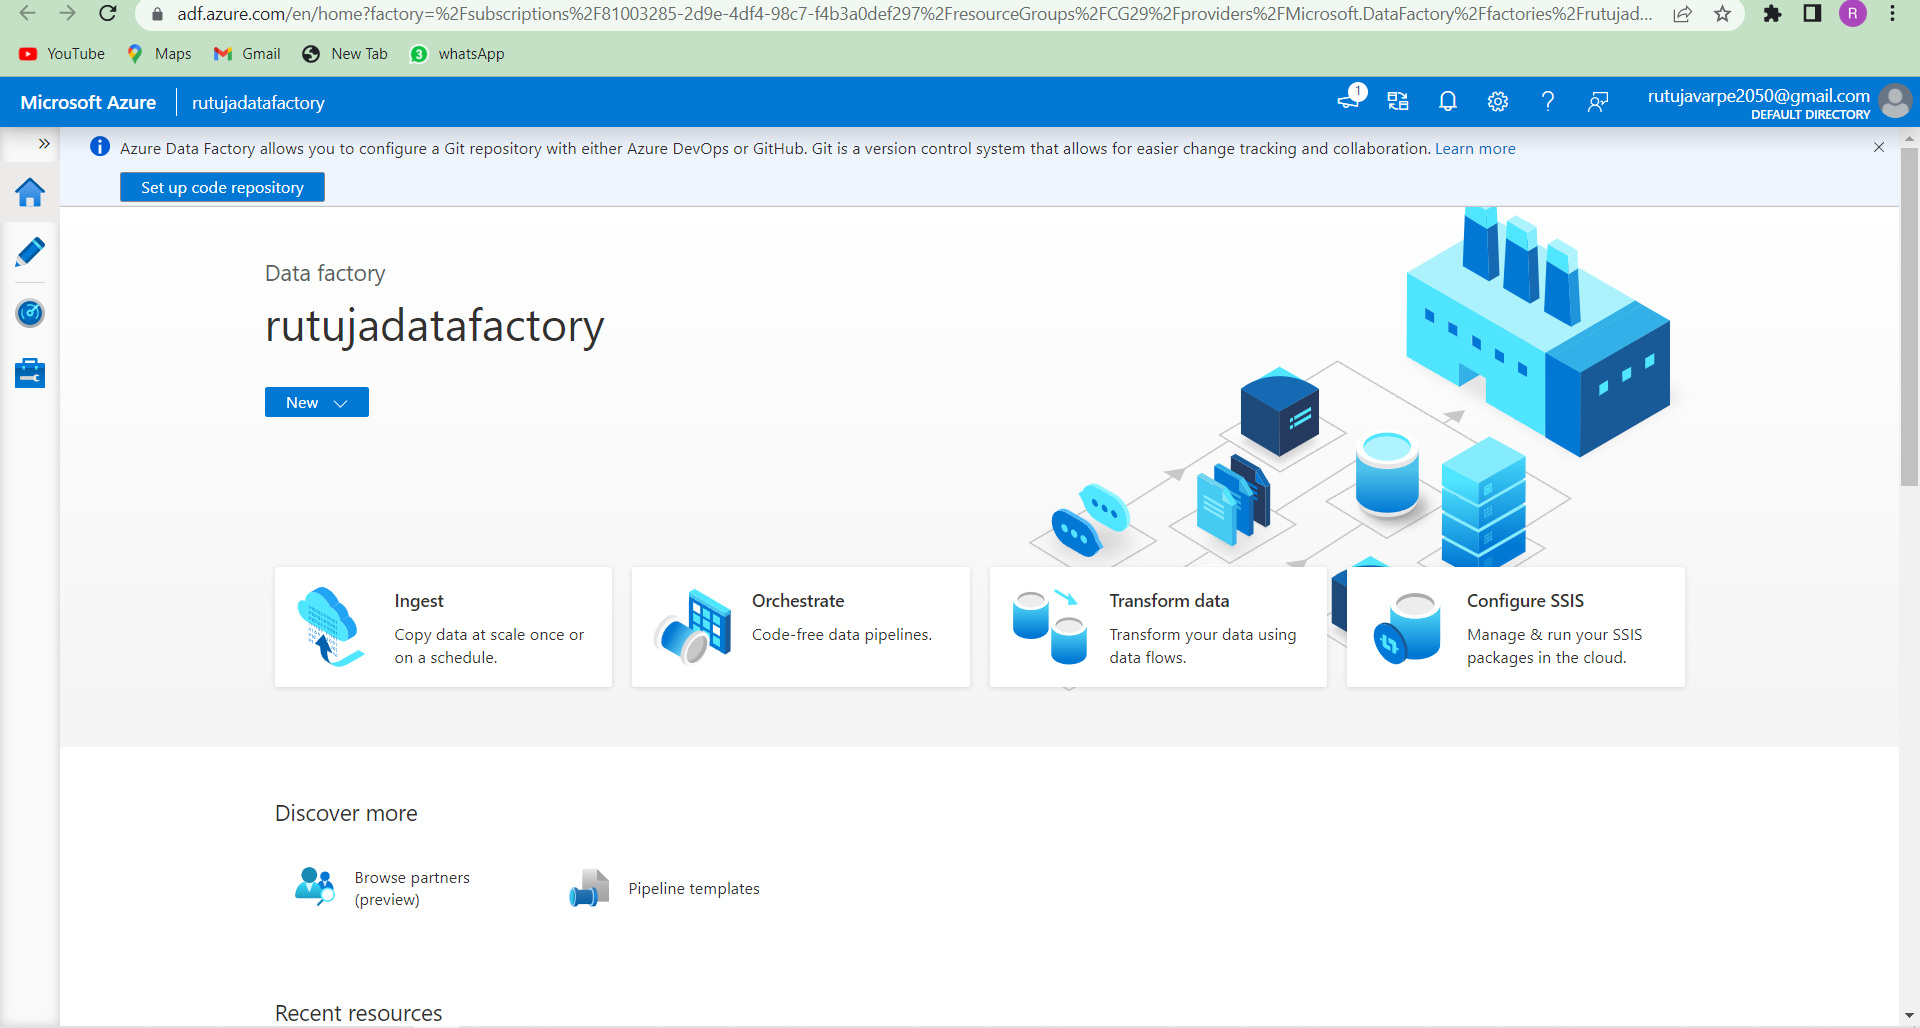 adf.azure.com/en/home?factory=%2Fsubscriptions%2F81003285-2d9e-4df4-98c7-f4b3a0def297%2FresourceGroups%2FCG29%2Fproviders%2FMicrosoft.DataFactory%2Ffactories%2Frutujad...
R
YouTube
Maps
Gmail
New Tab
3
whatsApp
Microsoft Azure
rutujadatafactory
1
rutujavarpe2050@gmail.com
DEFAULT DIRECTORY
Azure Data Factory allows you to configure a Git repository with either Azure DevOps or GitHub. Git is a version control system that allows for easier change tracking and collaboration. Learn more
Set up code repository
Data factory
rutujadatafactory
New
Ingest
Copy data at scale once or
on a schedule.
Orchestrate
Code-free data pipelines.
Transform data
Transform your data using
data flows.
Configure SSIS
Manage & run your SSIS
packages in the cloud.
Discover more
Browse partners
(preview)
Pipeline templates
Recent resources